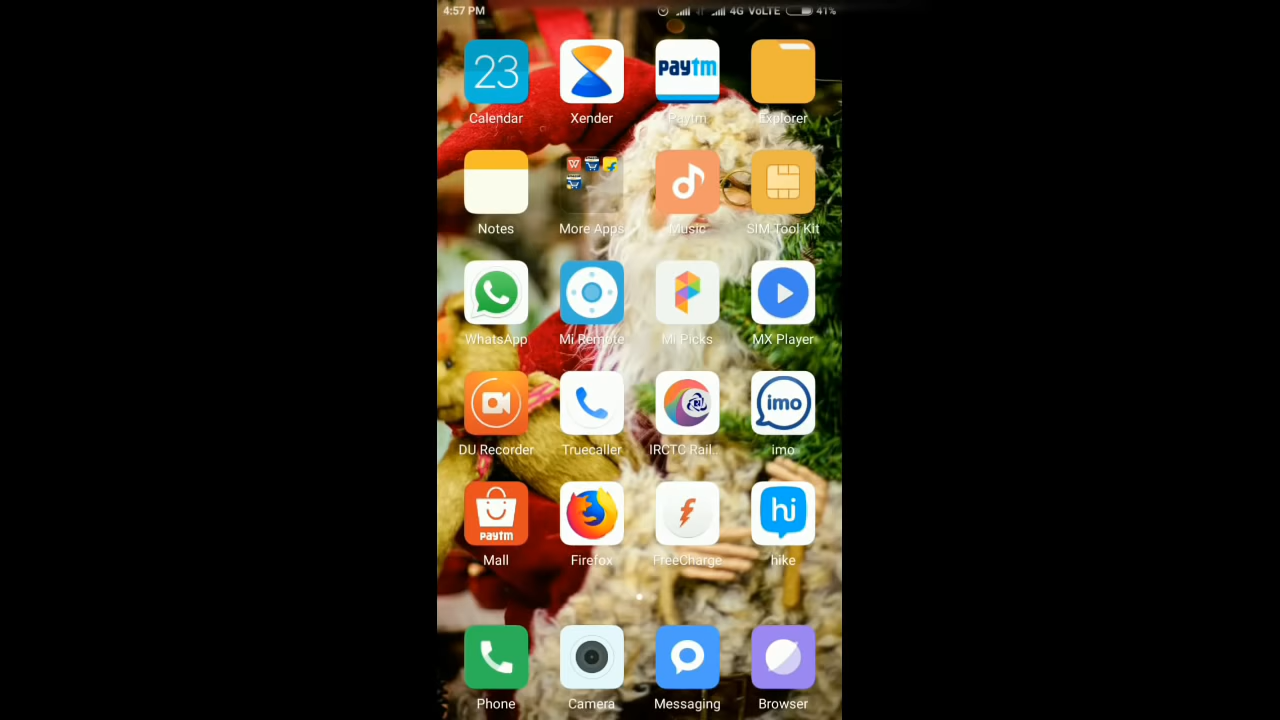 4:57 PM 4G VoLTE 41%
23 paytm
Calendar Xender Paytm Explorer
W
Notes More Apps Music SIM Tool Kit
WhatsApp Mi Remote Mi Picks MX Player
imo
DU Recorder Truecaller IRCTC Rail.. imo
paytm f hi
Mall Firefox FreeCharge hike
Phone Camera Messaging Browser